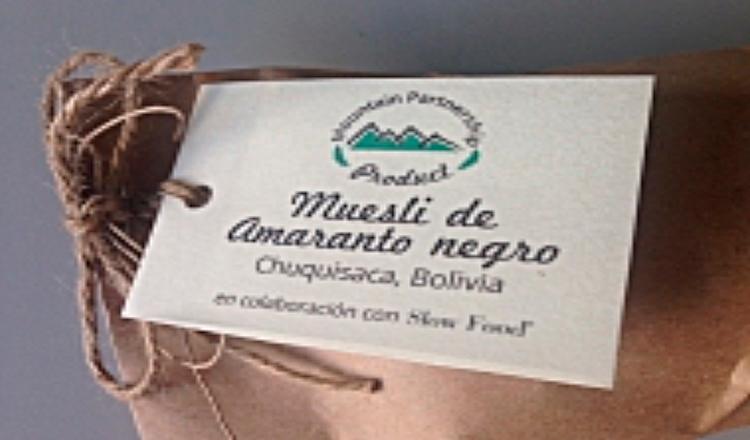 Mountain Partnership
Product
Muesli de
Amaranto negro
Chuquisaca, Bolivia
en colaboración con Slow Food®